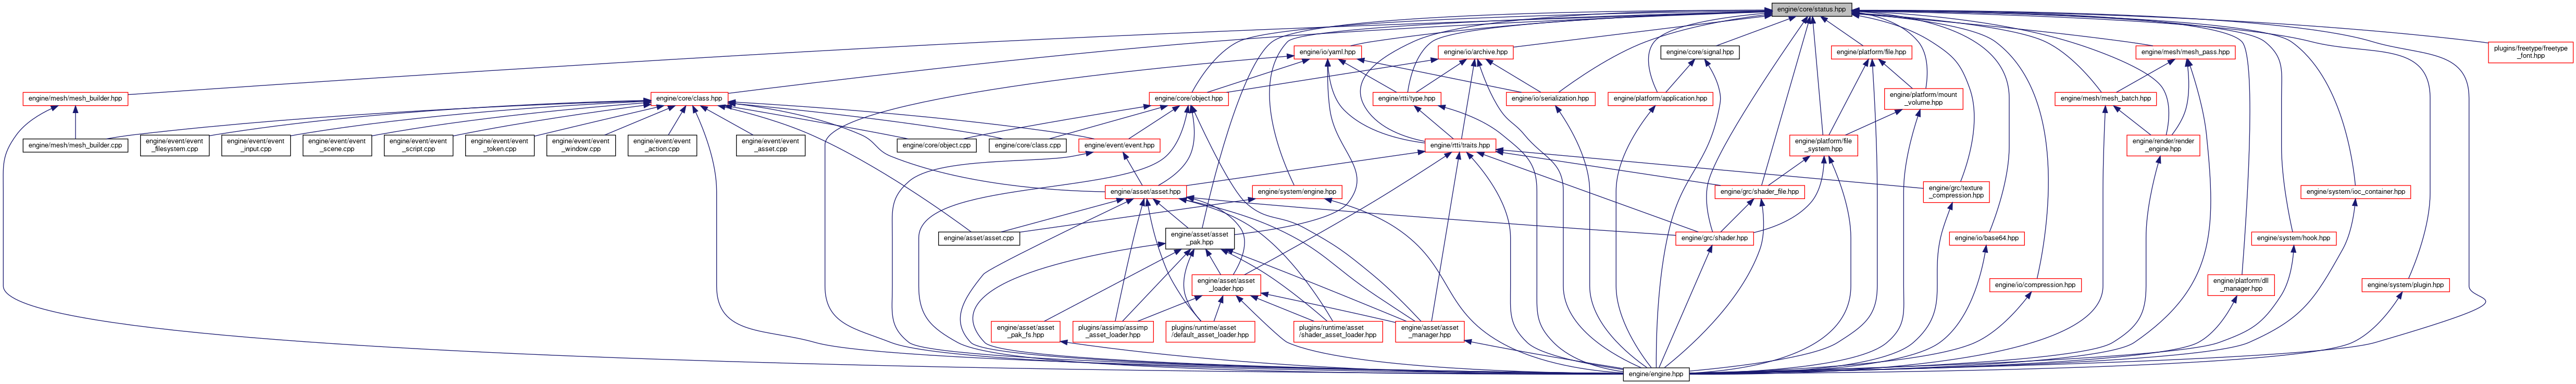 engine/core/status.hpp
engine/io/yaml.hpp
engine/io/archive.hpp
engine/core/signal.hpp
engine/platform/file.hpp
engine/mesh/mesh_pass.hpp
plugins/freetype/freetype
_font.hpp
engine/mesh/mesh_builder.hpp
engine/core/class.hpp
engine/core/object.hpp
engine/rtti/type.hpp
engine/io/serialization.hpp
engine/platform/application.hpp
engine/platform/mount
_volume.hpp
engine/mesh/mesh_batch.hpp
engine/mesh/mesh_builder.cpp
engine/event/event
_filesystem.cpp
engine/event/event
_input.cpp
engine/event/event
_scene.cpp
engine/event/event
_script.cpp
engine/event/event
_token.cpp
engine/event/event
_window.cpp
engine/event/event
_action.cpp
engine/event/event
_asset.cpp
engine/core/object.cpp
engine/core/class.cpp
engine/event/event.hpp
engine/rtti/traits.hpp
engine/platform/file
_system.hpp
engine/render/render
_engine.hpp
engine/asset/asset.hpp
engine/system/engine.hpp
engine/grc/shader_file.hpp
engine/grc/texture
_compression.hpp
engine/system/ioc_container.hpp
engine/asset/asset.cpp
engine/asset/asset
_pak.hpp
engine/grc/shader.hpp
engine/io/base64.hpp
engine/system/hook.hpp
engine/asset/asset
_loader.hpp
engine/io/compression.hpp
engine/platform/dll
_manager.hpp
engine/system/plugin.hpp
engine/asset/asset
_pak_fs.hpp
plugins/assimp/assimp
_asset_loader.hpp
plugins/runtime/asset
/default_asset_loader.hpp
plugins/runtime/asset
/shader_asset_loader.hpp
engine/asset/asset
_manager.hpp
engine/engine.hpp